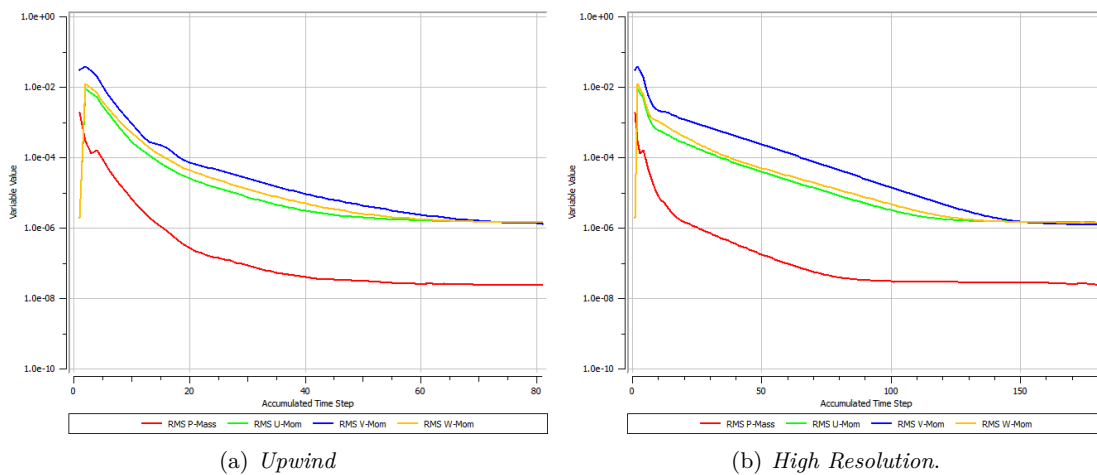 1.0e+00
1.0e-02
1.0e-04
1.0e-06
1.0e-08
1.0e-10
Variable Value
0 20 40 60 80
Accumulated Time Step
RMS P-Mass RMS U-Mom RMS V-Mom RMS W-Mom
(a) Upwind
1.0e+00
1.0e-02
1.0e-04
1.0e-06
1.0e-08
1.0e-10
Variable Value
0 50 100 150
Accumulated Time Step
RMS P-Mass RMS U-Mom RMS V-Mom RMS W-Mom
(b) High Resolution.